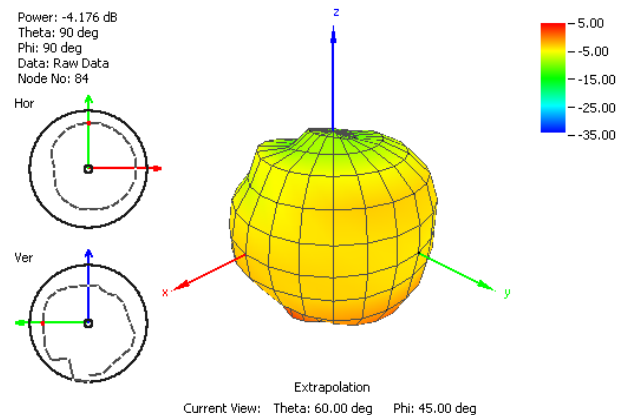 Power: -4.176 dB
Theta: 90 deg
Phi: 90 deg
Data: Raw Data
Node No: 84
Hor
Ver
z
x
y
-5.00
-5.00
-15.00
-25.00
-35.00
Extrapolation
Current View: Theta: 60.00 deg Phi: 45.00 deg